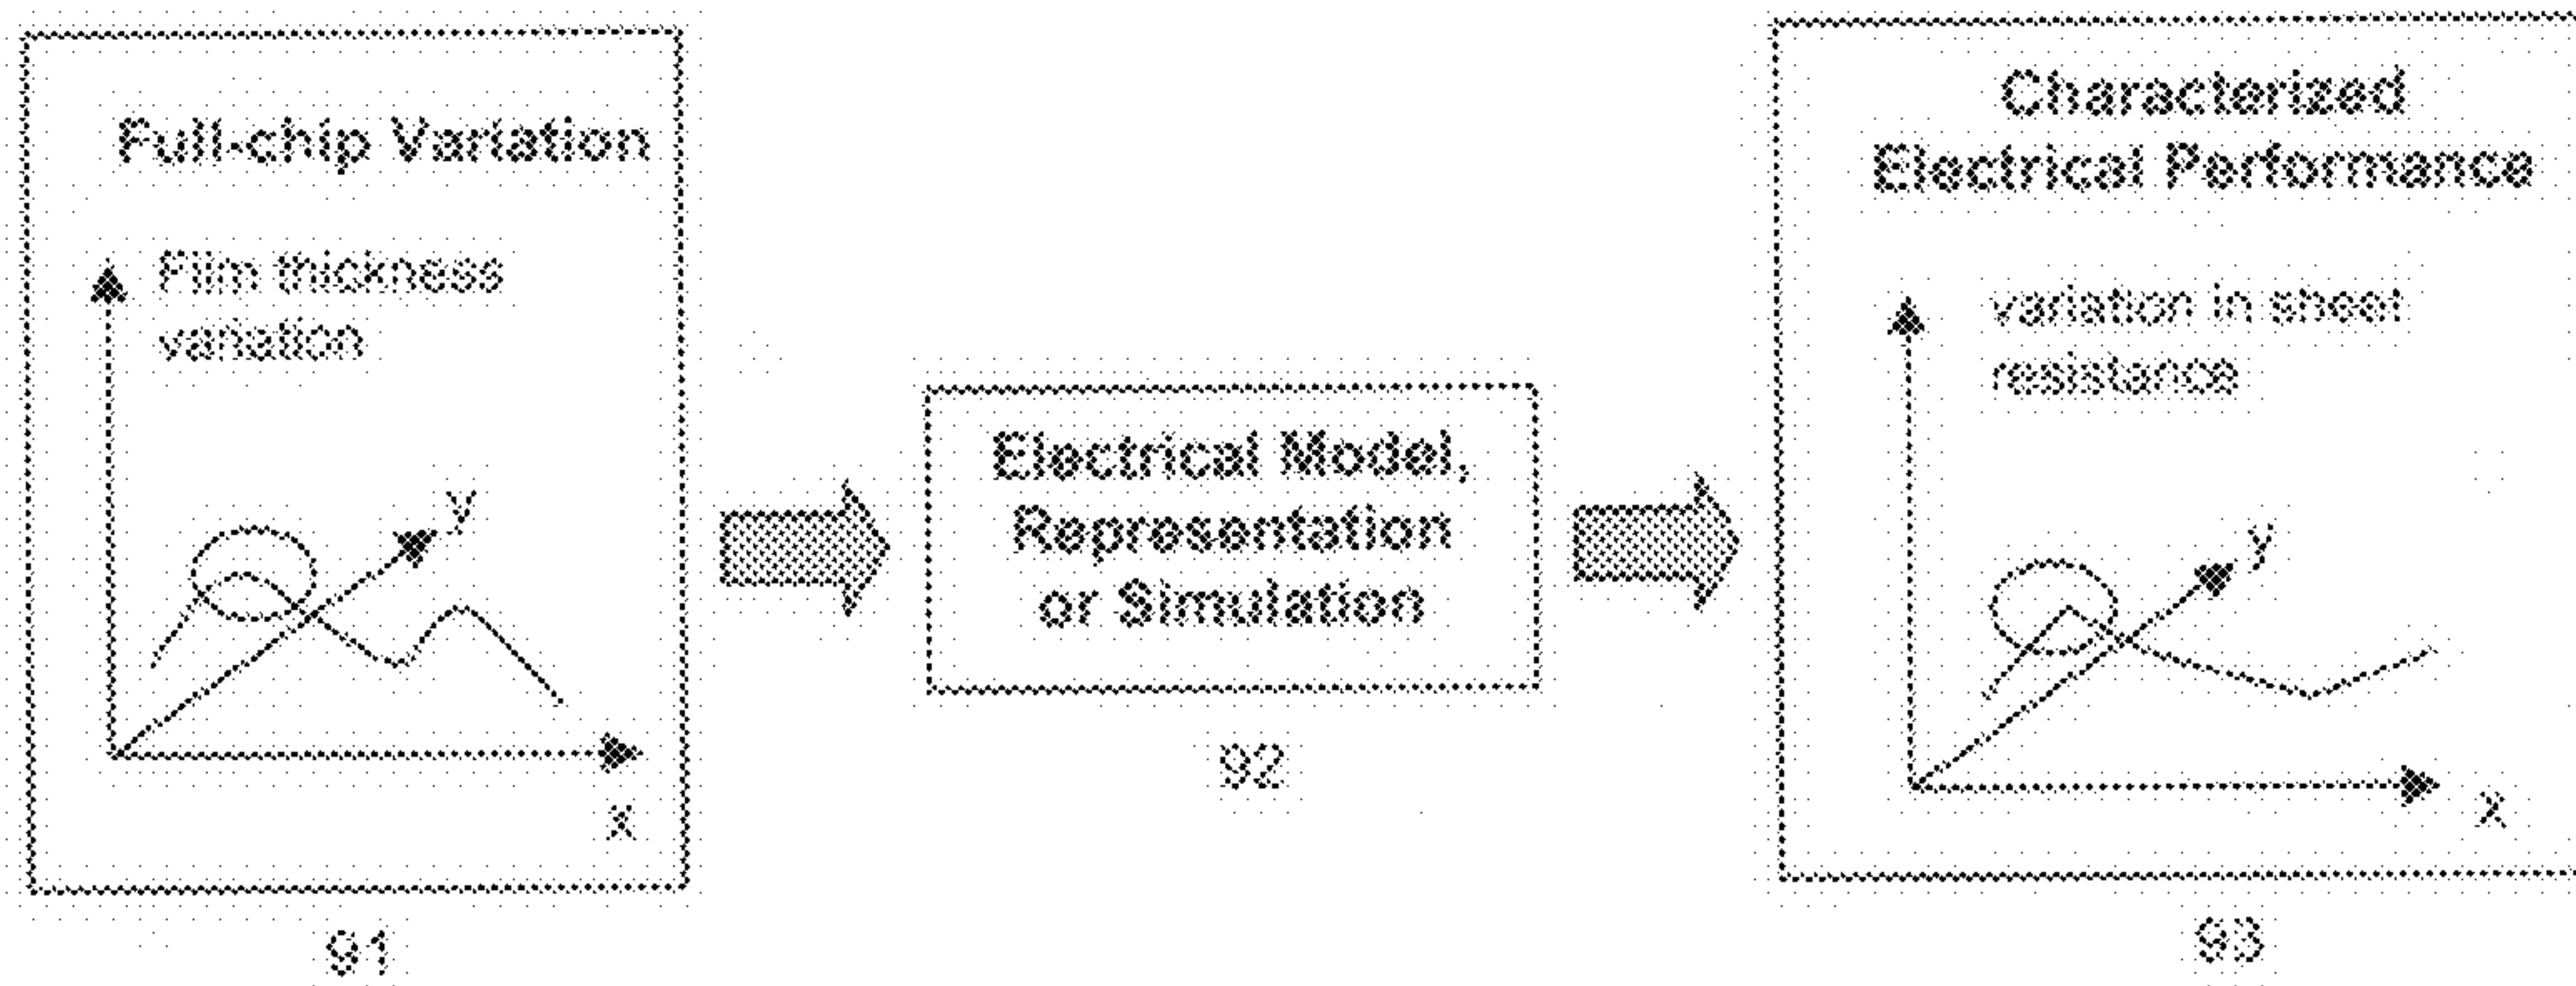 Full-chip Variation
Film thickness
variation
y
x
91
Electrical Model,
Representation
or Simulation
92
Characterized
Electrical Performance
variation in sheet
resistance
y
x
93